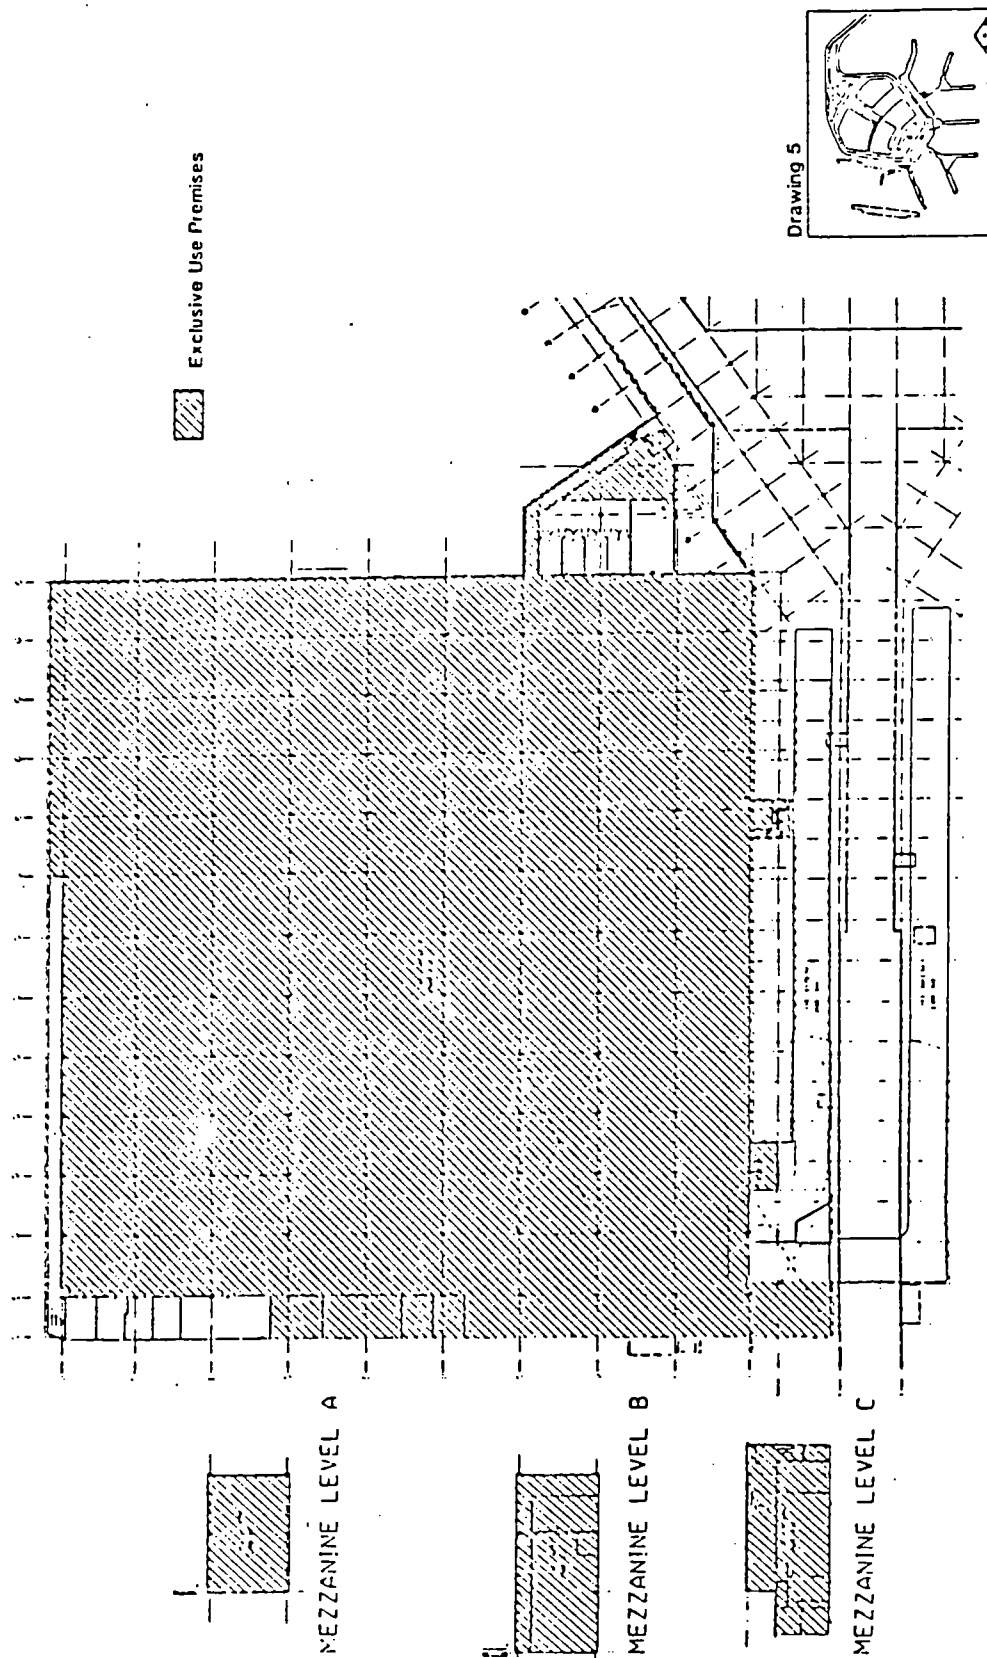 Exclusive Use Premises
Drawing 5
MEZZANINE LEVEL A
MEZZANINE LEVEL B
MEZZANINE LEVEL C